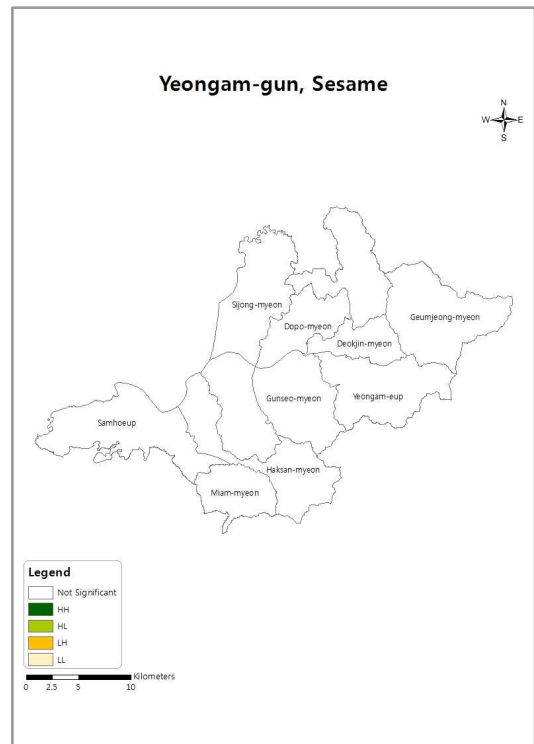 Yeongam-gun, Sesame
N
W E
S
Sijong-myeon
Geumjeong-myeon
Dopo-myeon
Deokjin-myeon
Gunseo-myeon
Yeongam-eup
Samhoeup
Haksan-myeon
Miam-myeon
Legend
Not Significant
HH
HL
LH
LL
Kilometers
0 2.5 5 10